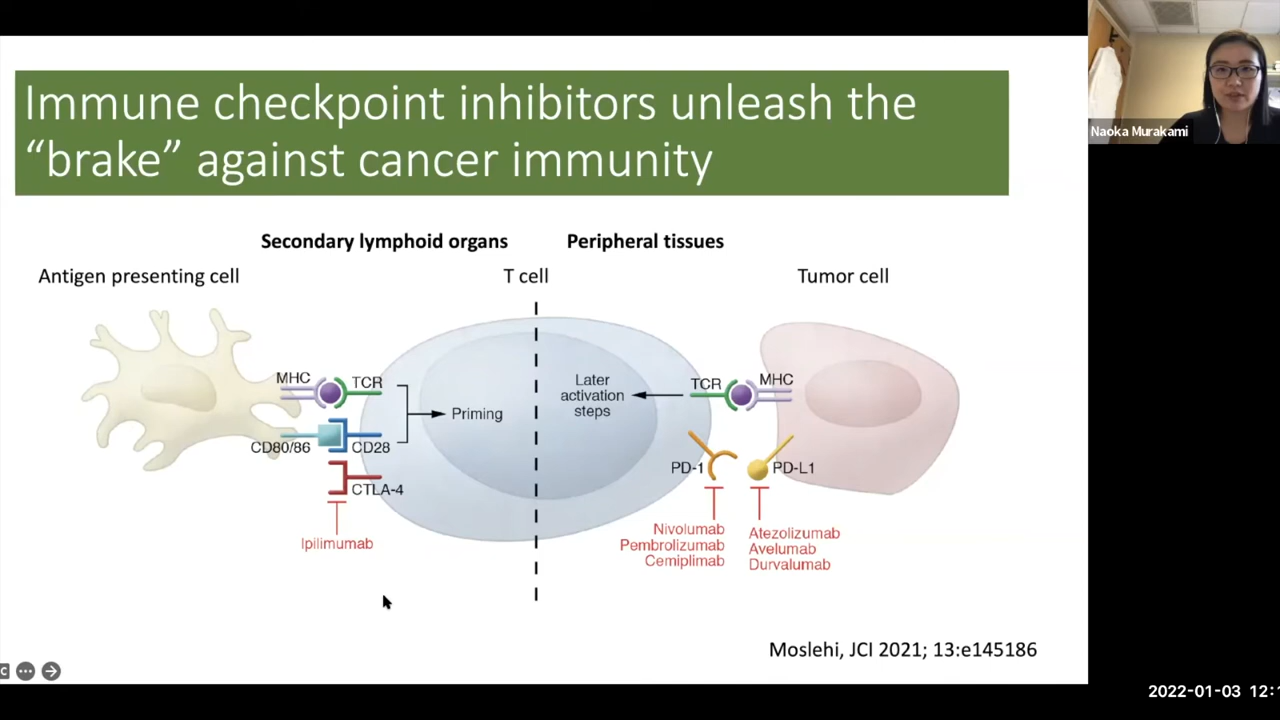 Immune checkpoint inhibitors unleash the
“brake” against cancer immunity
Naoka Murakami
Secondary lymphoid organs
Peripheral tissues
Antigen presenting cell
T cell
Tumor cell
MHC
TCR
CD80/86
CD28
CTLA-4
Priming
Ipilimumab
Later
activation
steps
TCR
MHC
PD-1
PD-L1
Nivolumab
Pembrolizumab
Cemiplimab
Atezolizumab
Avelumab
Durvalumab
Moslehi, JCI 2021; 13:e145186
2022-01-03